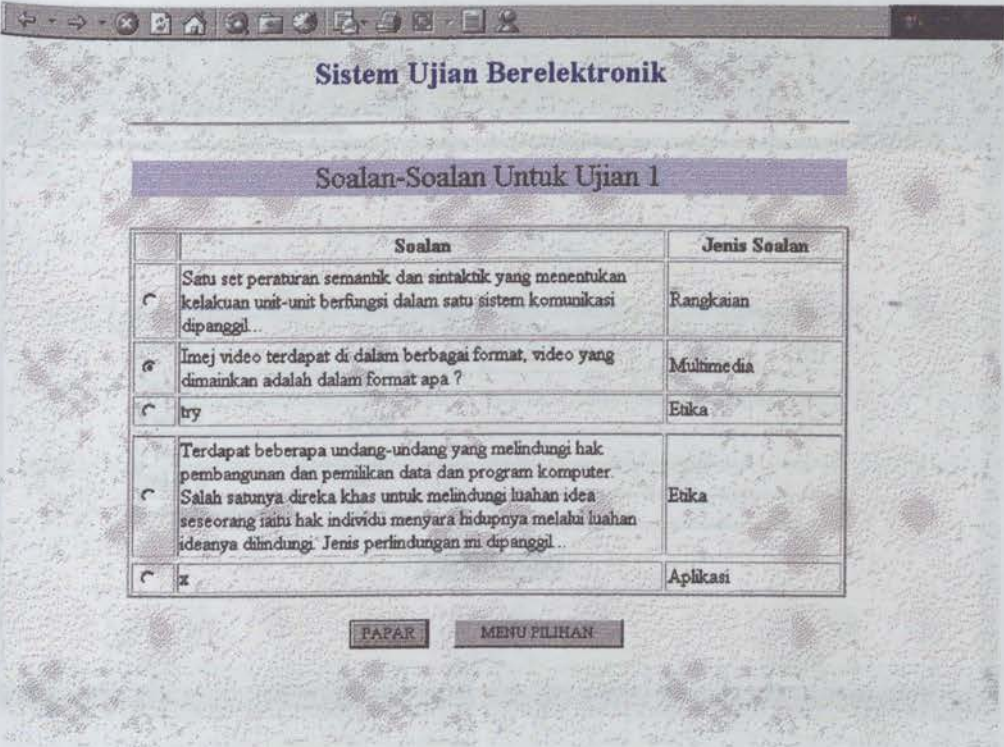 Sistem Ujian Berelektronik
Soalan-Soalan Untuk Ujian 1
Soalan Jenis Soalan
Satu set peraturan semantik dan sintaktik yang menentukan
kelakuan unit-unit berfungsi dalam satu sistem komunikasi
dipanggil...
Rangkaian
Imej video terdapat di dalam berbagai format, video yang
dimainkan adalah dalam format apa ?
Multimedia
try Etika
Terdapat beberapa undang-undang yang melindungi hak
pembangunan dan pemilikan data dan program komputer.
Salah satunya direka khas untuk melindungi luahan idea
seseorang iaitu hak individu menyara hidupnya melalui luahan
ideanya dilindungi. Jenis perlindungan ini dipanggil...
Etika
z Aplikasi
PAPAR MENU PILIHAN